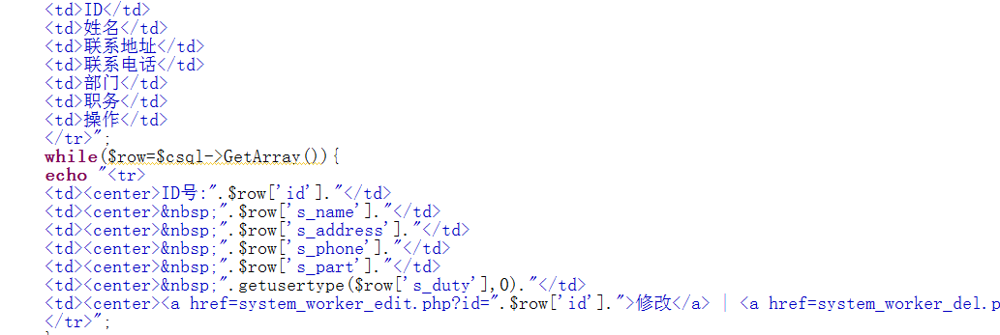 <td>ID</td>
<td>姓名</td>
<td>联系地址</td>
<td>联系电话</td>
<td>部门</td>
<td>职务</td>
<td>操作</td>
</tr>";
while($row=$csql->GetArray()){
echo "<tr>
<td><center>ID号:".$row['id']."</td>
<td><center>&nbsp;".$row['s_name']."</td>
<td><center>&nbsp;".$row['s_address']."</td>
<td><center>&nbsp;".$row['s_phone']."</td>
<td><center>&nbsp;".$row['s_part']."</td>
<td><center>&nbsp;".getusertype($row['s_duty'],0)."</td>
<td><center><a href=system_worker_edit.php?id=".$row['id'].">修改</a> | <a href=system_worker_del.p
</tr>";